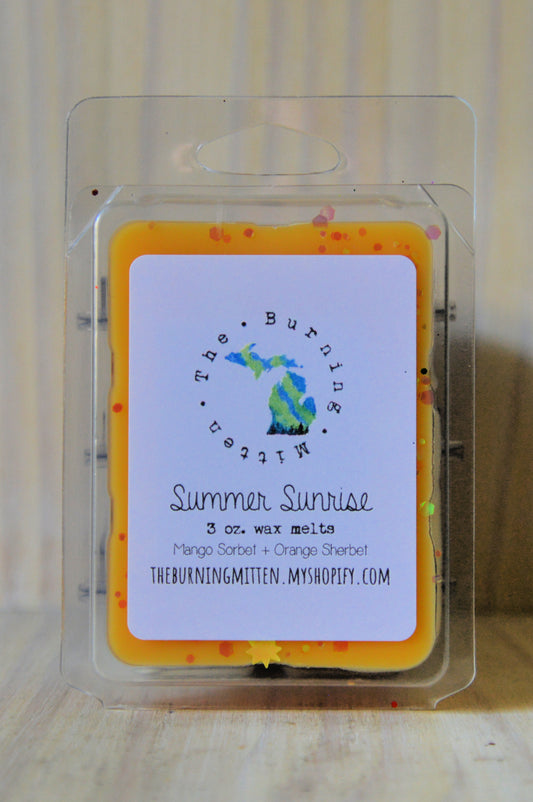 The • Burning • Mitten •
Summer Sunrise
3 oz. wax melts
Mango Sorbet + Orange Sherbet
THEBURNINGMITTEN.MYSHOPIFY.COM